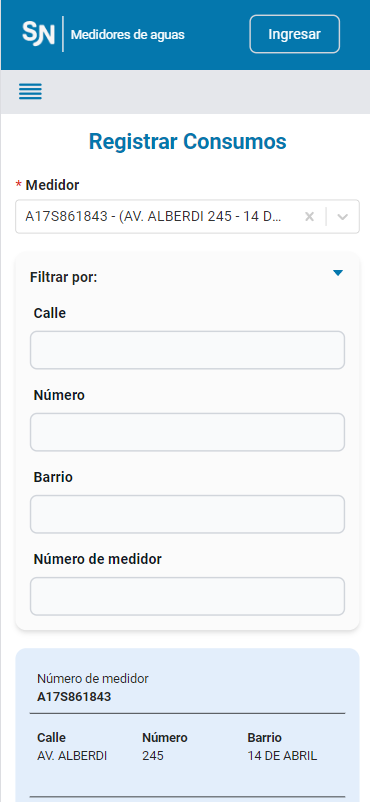 SN Medidores de aguas Ingresar
Registrar Consumos
* Medidor
A17S861843 - (AV. ALBERDI 245 - 14 D...
Filtrar por:
Calle
Número
Barrio
Número de medidor
Número de medidor
A17S861843
Calle Número Barrio
AV. ALBERDI 245 14 DE ABRIL